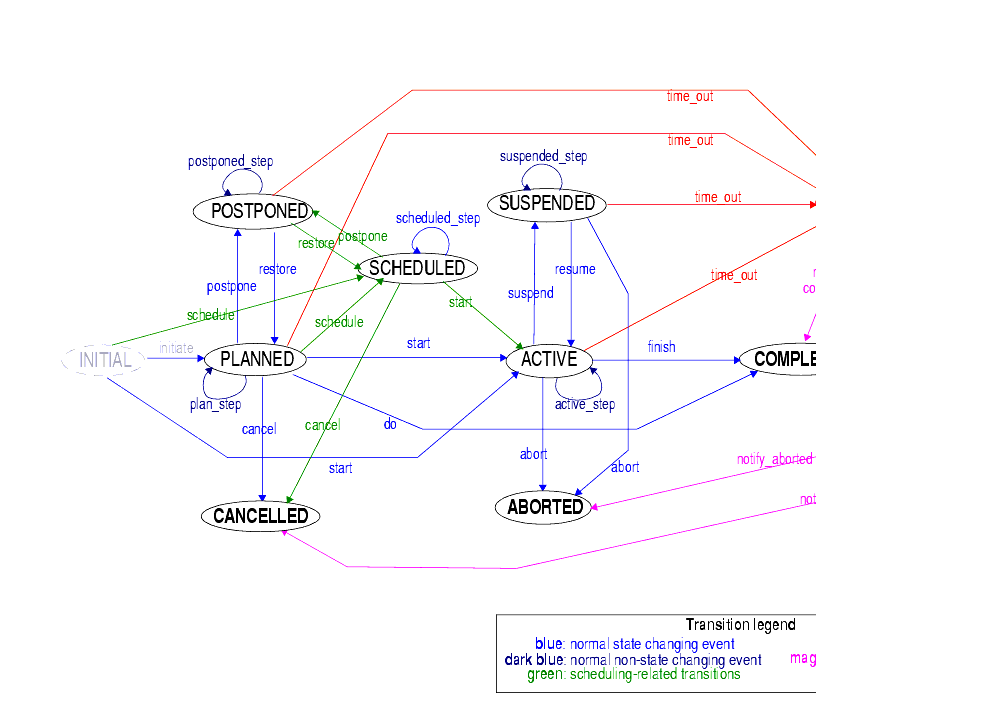 time_out
time_out
suspended_step
postponed_step
time_out
SUSPENDED
POSTPONED
scheduled_step
postpone
restore
SCHEDULED
restore
resume
time_out
postpone
suspend
start
schedule
schedule
start
finish
initiate
INITIAL
PLANNED
ACTIVE
COMPLE
plan_step
active_step
cancel
cancel
do
abort
notify_aborted
start
abort
ABORTED
not
CANCELLED
Transition legend
blue: normal state changing event
dark blue: normal non-state changing event
mag
green: scheduling-related transitions